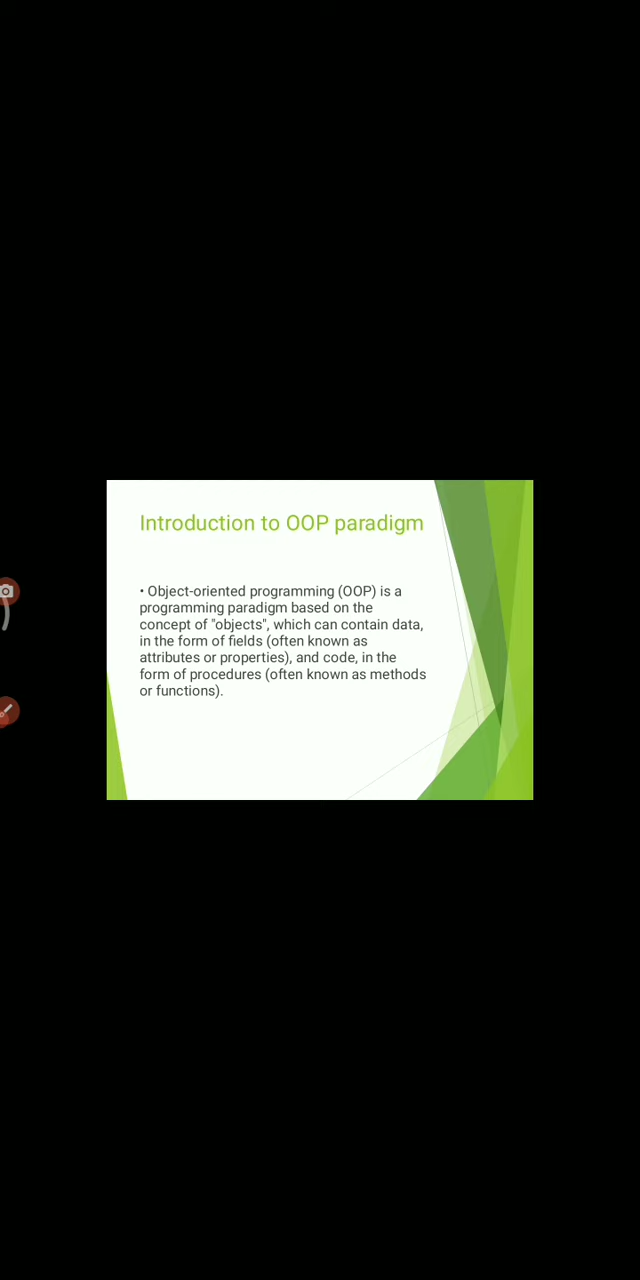 Introduction to OOP paradigm
• Object-oriented programming (OOP) is a
programming paradigm based on the
concept of "objects", which can contain data,
in the form of fields (often known as
attributes or properties), and code, in the
form of procedures (often known as methods
or functions).